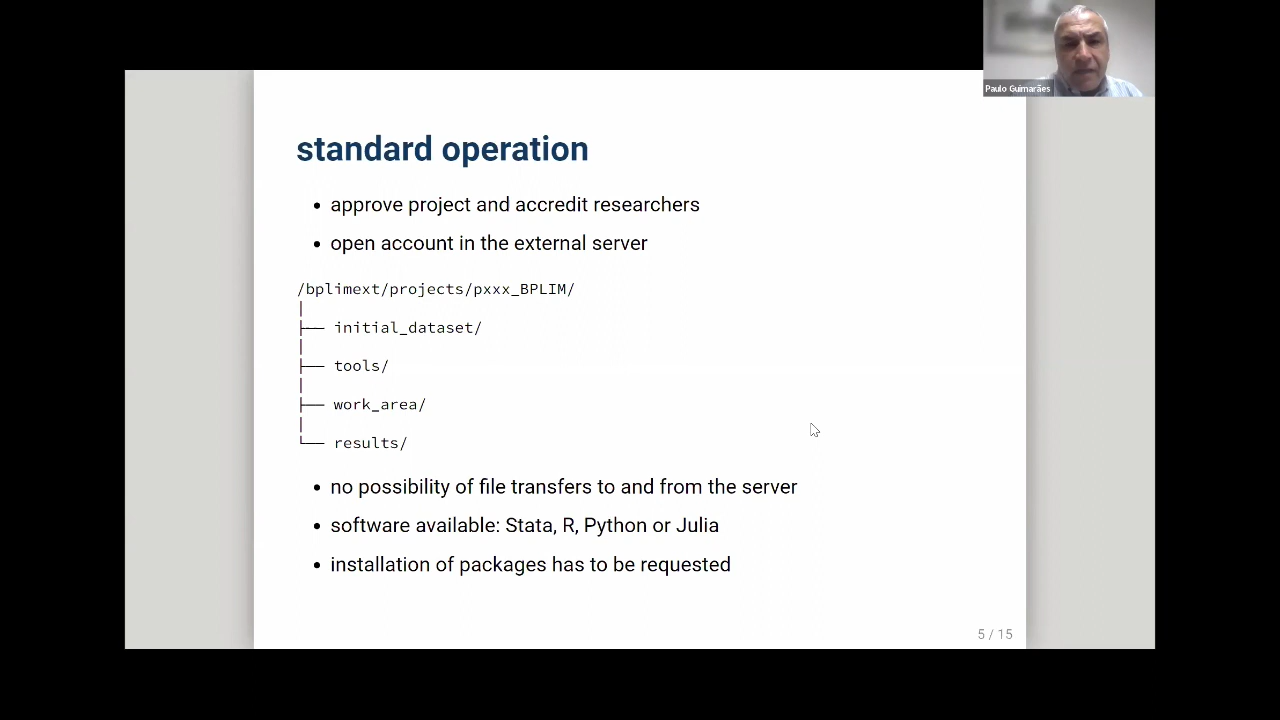 Paulo Guimarães
standard operation
• approve project and accredit researchers
• open account in the external server
/bplimext/projects/pxxx_BPLIM/
│
├── initial_dataset/
│
├── tools/
│
├── work_area/
│
└── results/
• no possibility of file transfers to and from the server
• software available: Stata, R, Python or Julia
• installation of packages has to be requested
5 / 15